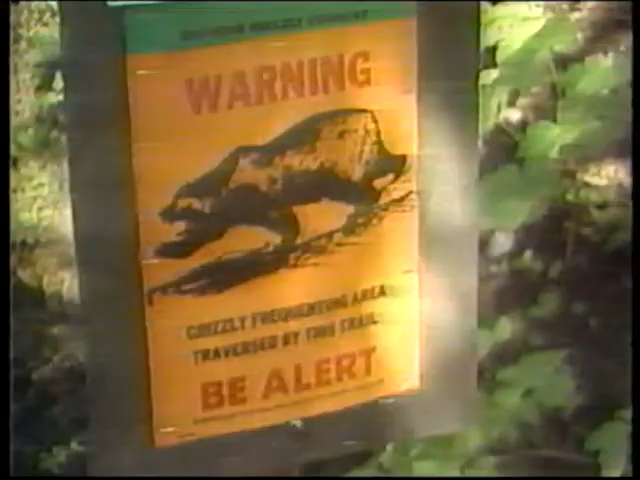 WARNING
GRIZZLY FREQUENTING AREA
TRAVERSED BY THIS TRAIL
BE ALERT